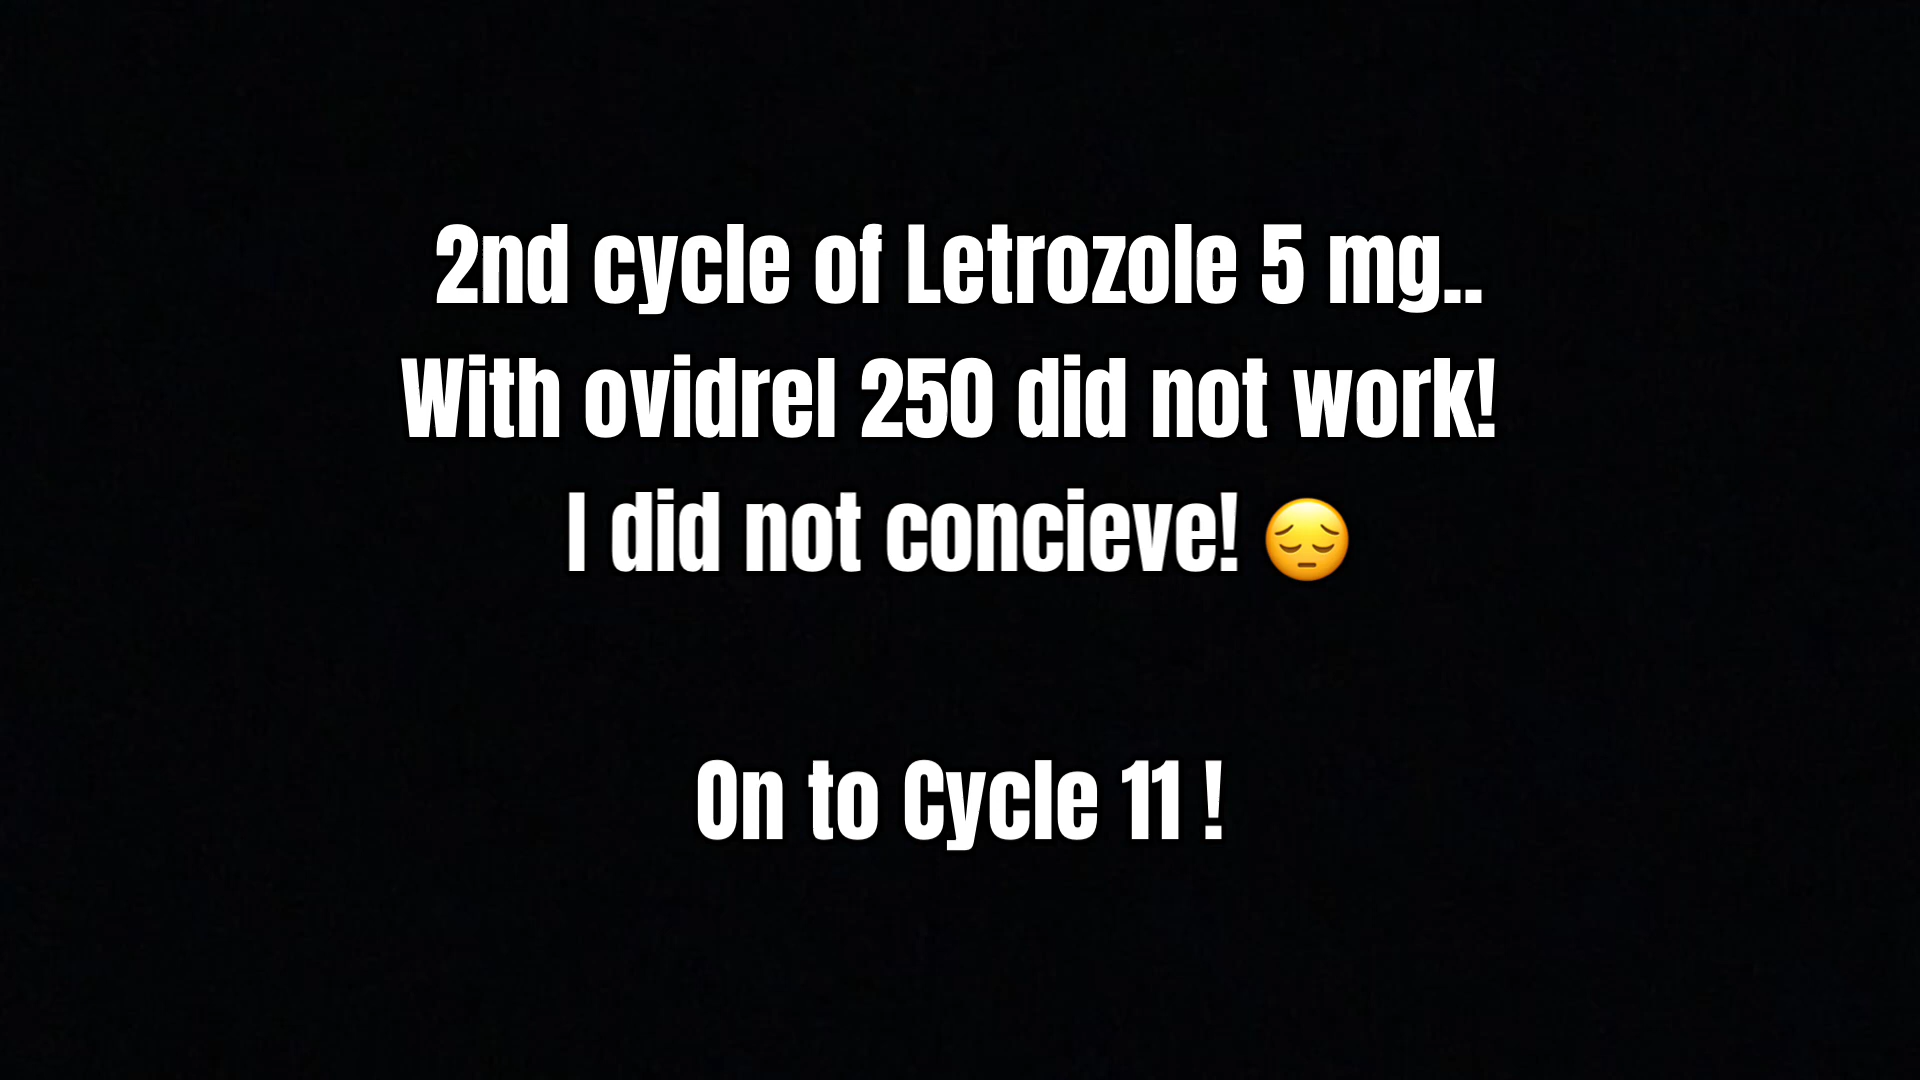 2nd cycle of Letrozole 5 mg..
With ovidrel 250 did not work!
I did not concieve! 😔
On to Cycle 11 !